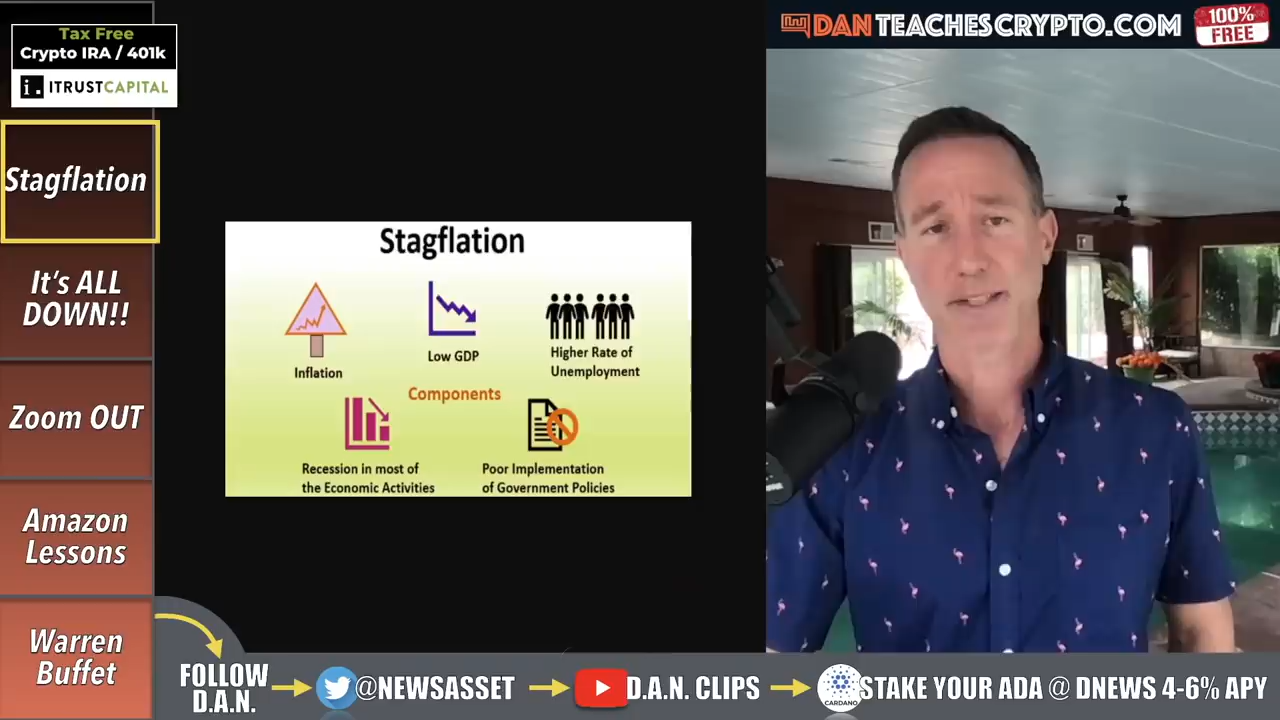 Tax Free
Crypto IRA / 401k
i. ITRUSTCAPITAL
DANTEACHESCRYPTO.COM
100%
FREE
Stagflation
It's ALL
DOWN!!
Zoom OUT
Amazon
Lessons
Warren
Buffet
Stagflation
Inflation
Low GDP
Higher Rate of
Unemployment
Components
Recession in most of
the Economic Activities
Poor Implementation
of Government Policies
FOLLOW
D.A.N.
@NEWSASSET
D.A.N. CLIPS
CARDANO
STAKE YOUR ADA @ DNEWS 4-6% APY